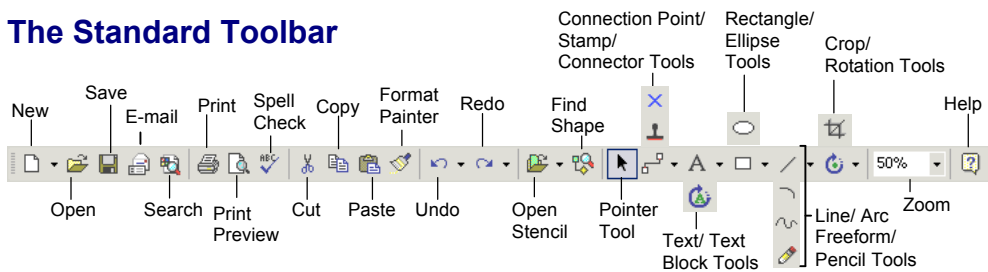 The Standard Toolbar
Connection Point/
Stamp/
Connector Tools
Rectangle/
Ellipse
Tools
Crop/
Rotation Tools
New
Save
E-mail
Print
Spell
Check
Copy
Format
Painter
Redo
Find
Shape
Help
ABC
A
50%
Open
Search
Print
Preview
Cut
Paste
Undo
Open
Stencil
Pointer
Tool
Text/ Text
Block Tools
Line/ Arc
Freeform/
Pencil Tools
Zoom